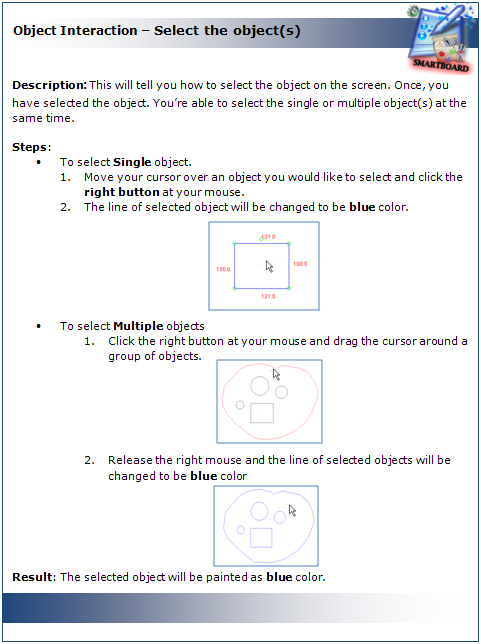 Object Interaction – Select the object(s)
SMARTBOARD
Description: This will tell you how to select the object on the screen. Once, you
have selected the object. You're able to select the single or multiple object(s) at the
same time.
Steps:
• To select Single object.
1. Move your cursor over an object you would like to select and click the
right button at your mouse.
2. The line of selected object will be changed to be blue color.
121.0
100.0
100.0
121.0
• To select Multiple objects
1. Click the right button at your mouse and drag the cursor around a
group of objects.
2. Release the right mouse and the line of selected objects will be
changed to be blue color
Result: The selected object will be painted as blue color.